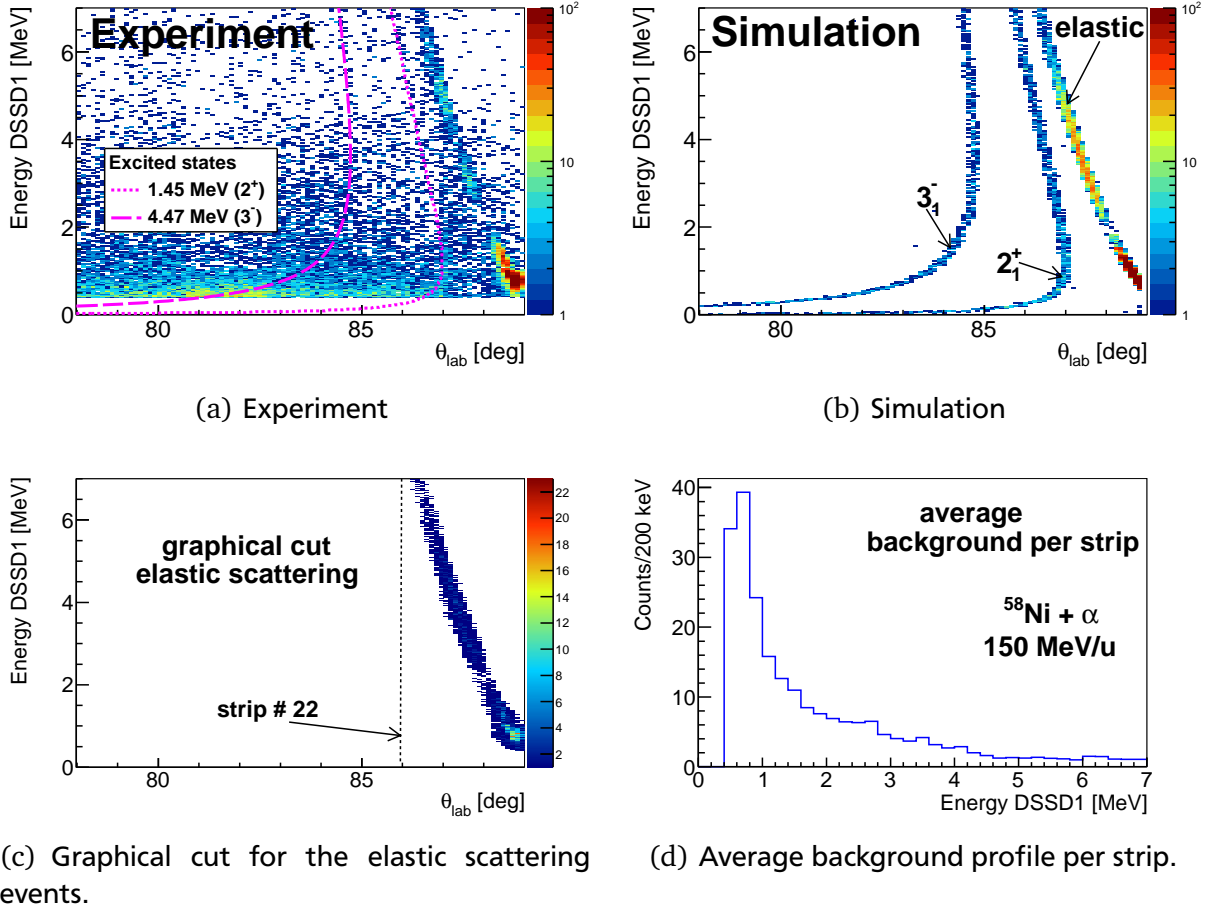 Experiment
Energy DSSD1 [MeV]
6
4
2
0
80
85
θlab [deg]
10²
10
1
Excited states
1.45 MeV (2⁺)
4.47 MeV (3⁻)
(a) Experiment
Simulation
elastic
Energy DSSD1 [MeV]
6
4
2
0
80
85
θlab [deg]
10²
10
1
3₁⁻
2₁⁺
(b) Simulation
Energy DSSD1 [MeV]
6
4
2
0
80
85
θlab [deg]
22
20
18
16
14
12
10
8
6
4
2
graphical cut
elastic scattering
strip # 22
(c) Graphical cut for the elastic scattering
events.
Counts/200 keV
40
30
20
10
0
0
1
2
3
4
5
6
7
Energy DSSD1 [MeV]
average
background per strip
⁵⁸Ni + α
150 MeV/u
(d) Average background profile per strip.